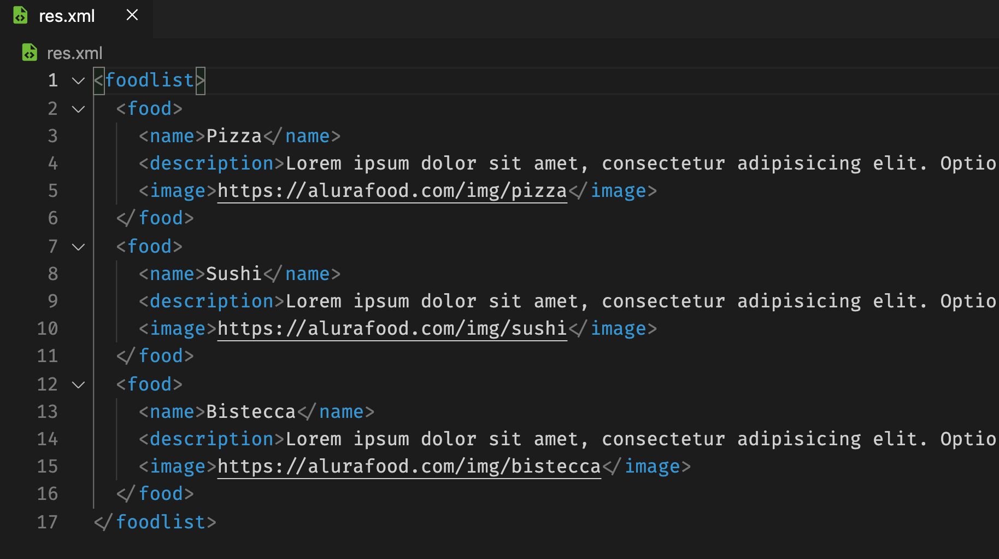 res.xml
res.xml
1 <foodlist>
2 <food>
3 <name>Pizza</name>
4 <description>Lorem ipsum dolor sit amet, consectetur adipisicing elit. Optio
5 <image>https://alurafood.com/img/pizza</image>
6 </food>
7 <food>
8 <name>Sushi</name>
9 <description>Lorem ipsum dolor sit amet, consectetur adipisicing elit. Optio
10 <image>https://alurafood.com/img/sushi</image>
11 </food>
12 <food>
13 <name>Bistecca</name>
14 <description>Lorem ipsum dolor sit amet, consectetur adipisicing elit. Optio
15 <image>https://alurafood.com/img/bistecca</image>
16 </food>
17 </foodlist>